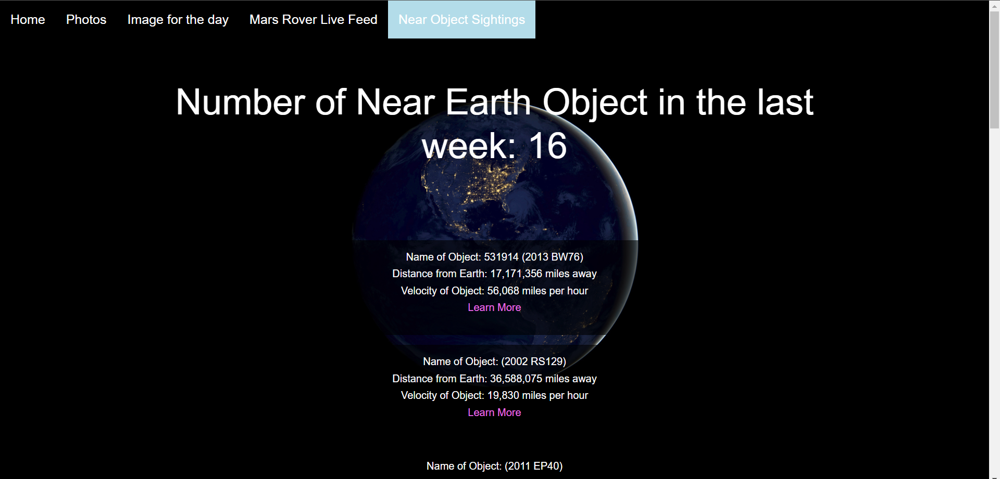 Home Photos Image for the day Mars Rover Live Feed Near Object Sightings
Number of Near Earth Object in the last
week: 16
Name of Object: 531914 (2013 BW76)
Distance from Earth: 17,171,356 miles away
Velocity of Object: 56,068 miles per hour
Learn More
Name of Object: (2002 RS129)
Distance from Earth: 36,588,075 miles away
Velocity of Object: 19,830 miles per hour
Learn More
Name of Object: (2011 EP40)